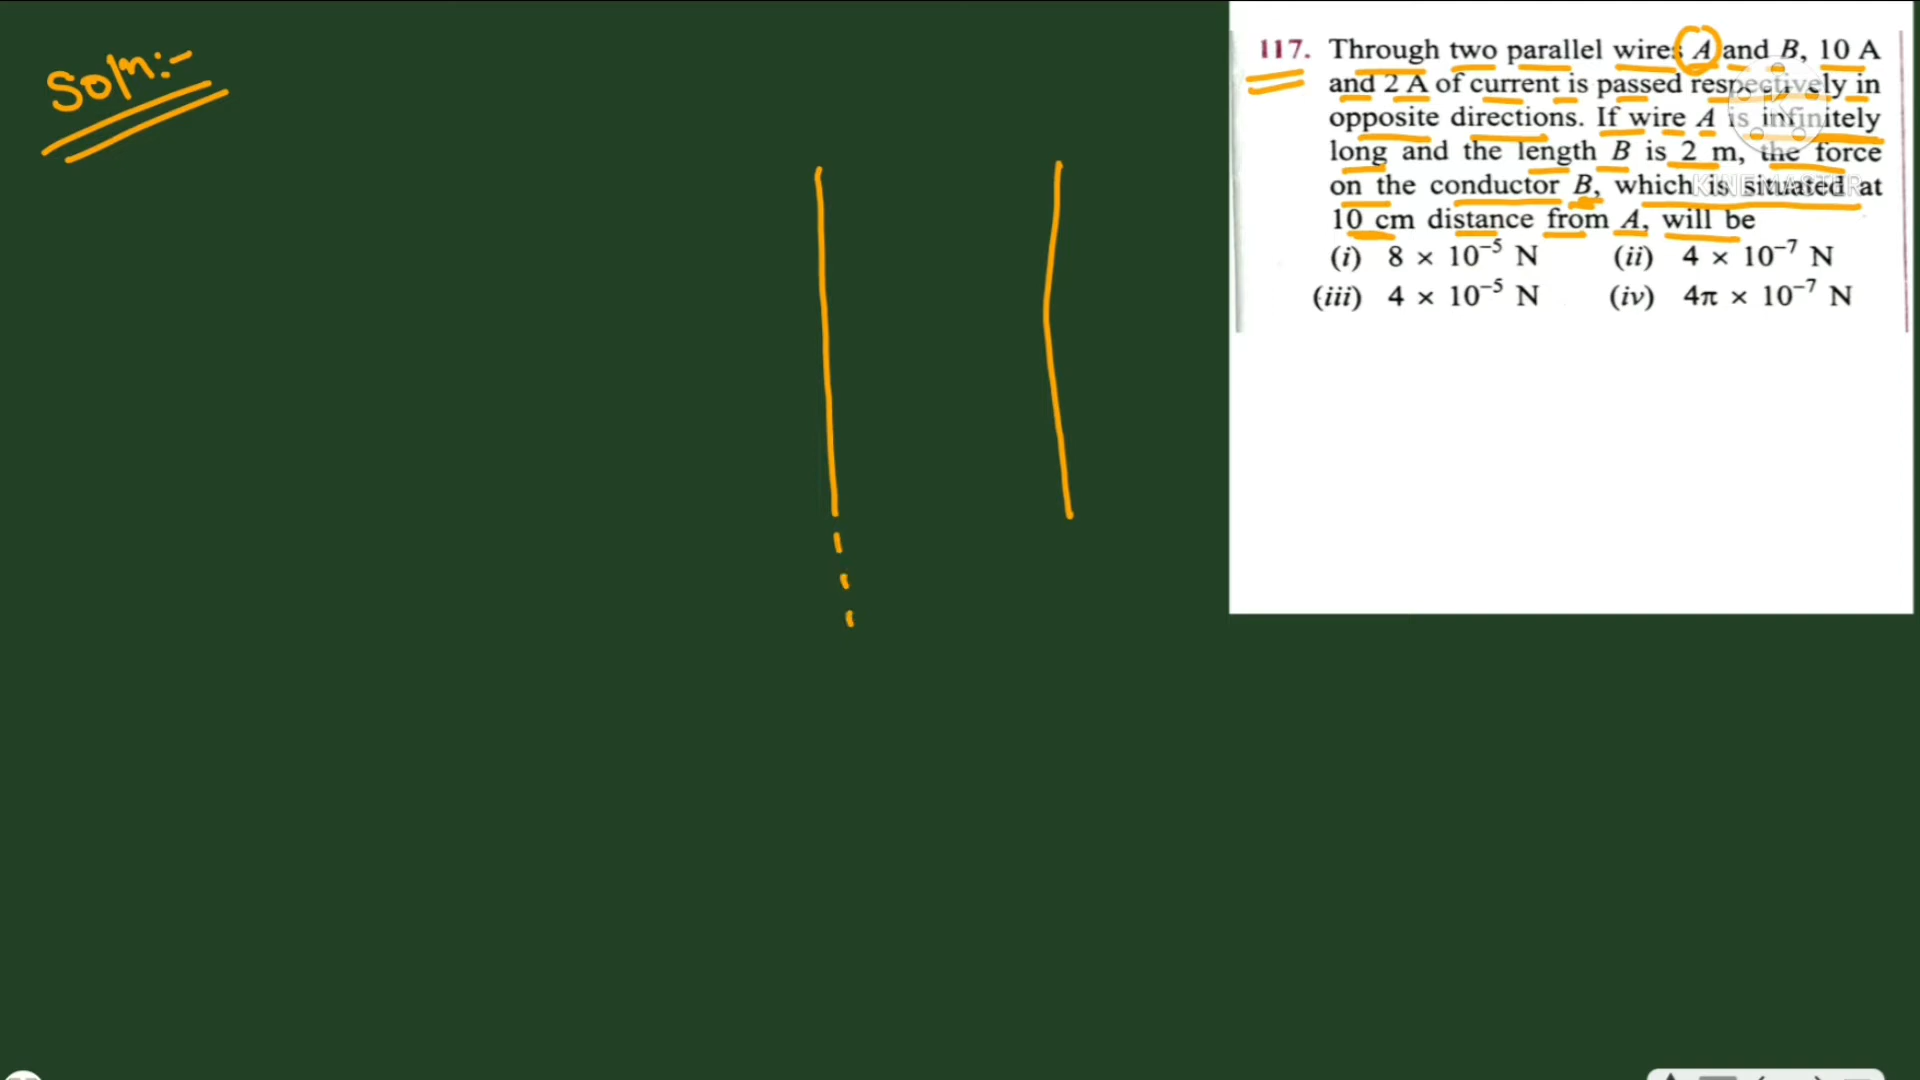 Soln:-
117. Through two parallel wires A and B, 10 A
and 2 A of current is passed respectively in
opposite directions. If wire A is infinitely
long and the length B is 2 m, the force
on the conductor B, which is situated at
10 cm distance from A, will be
(i) 8 × 10⁻⁵ N (ii) 4 × 10⁻⁷ N
(iii) 4 × 10⁻⁵ N (iv) 4π × 10⁻⁷ N
KINEMASTER